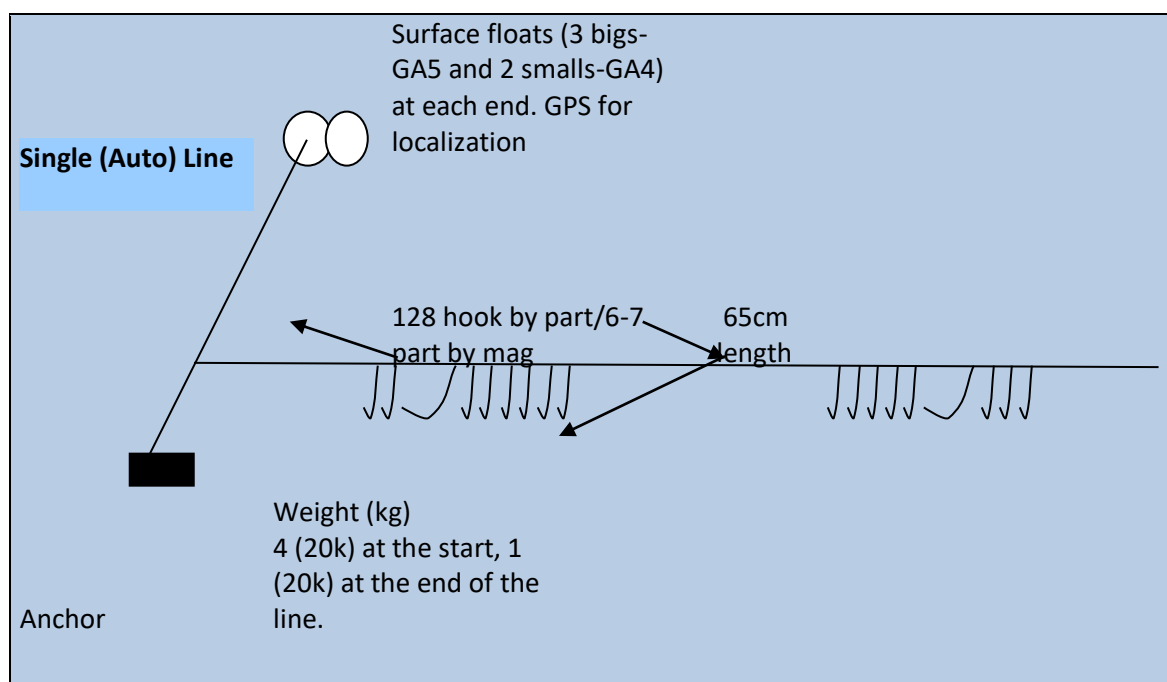 Surface floats (3 bigs-
GA5 and 2 smalls-GA4)
at each end. GPS for
localization
Single (Auto) Line
128 hook by part/6-7
part by mag
65cm
length
Weight (kg)
4 (20k) at the start, 1
(20k) at the end of the
line.
Anchor